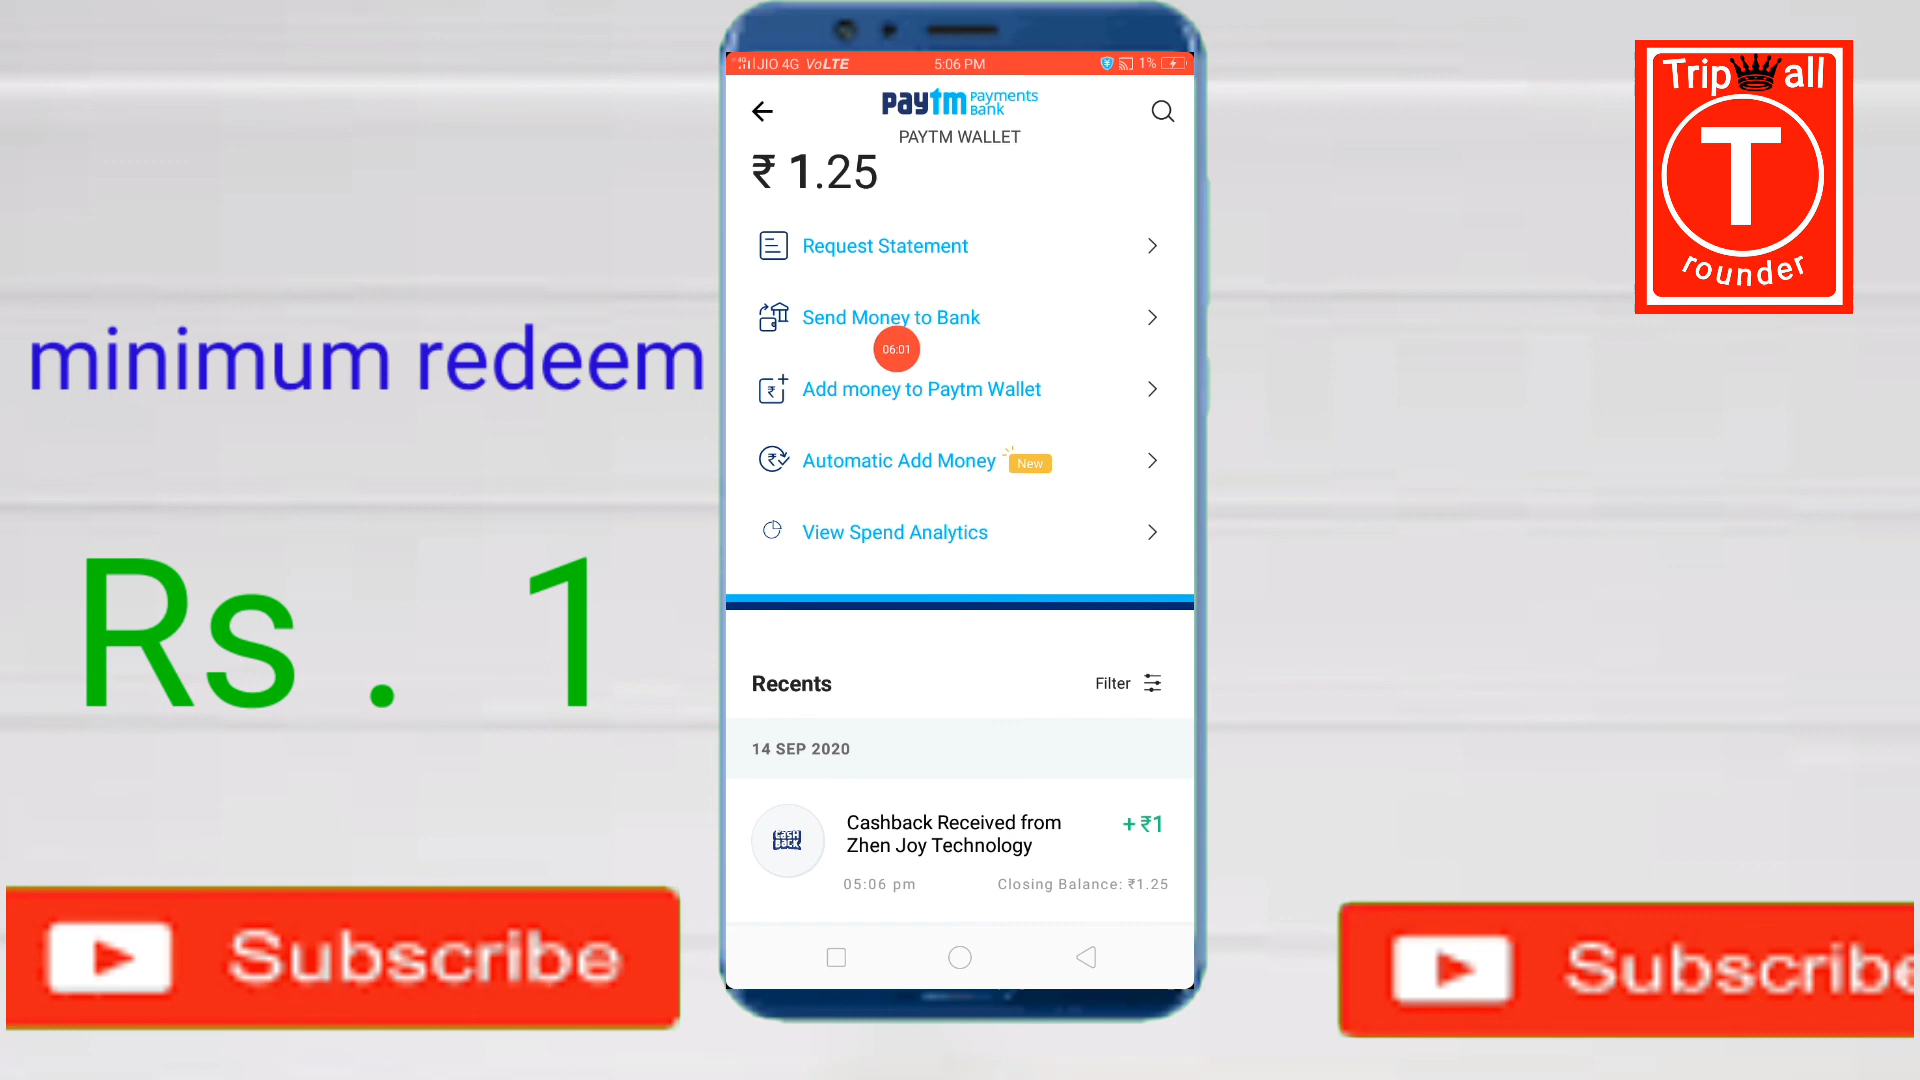 JIO 4G VoLTE 5:06 PM 1%
paytm Payments Bank
PAYTM WALLET
₹ 1.25
Request Statement
Send Money to Bank
06:01
Add money to Paytm Wallet
Automatic Add Money New
View Spend Analytics
Recents Filter
14 SEP 2020
CASH BACK
Cashback Received from +₹1
Zhen Joy Technology
05:06 pm Closing Balance: ₹1.25
minimum redeem
Rs . 1
Subscribe
Subscribe
Trip all
T
rounder